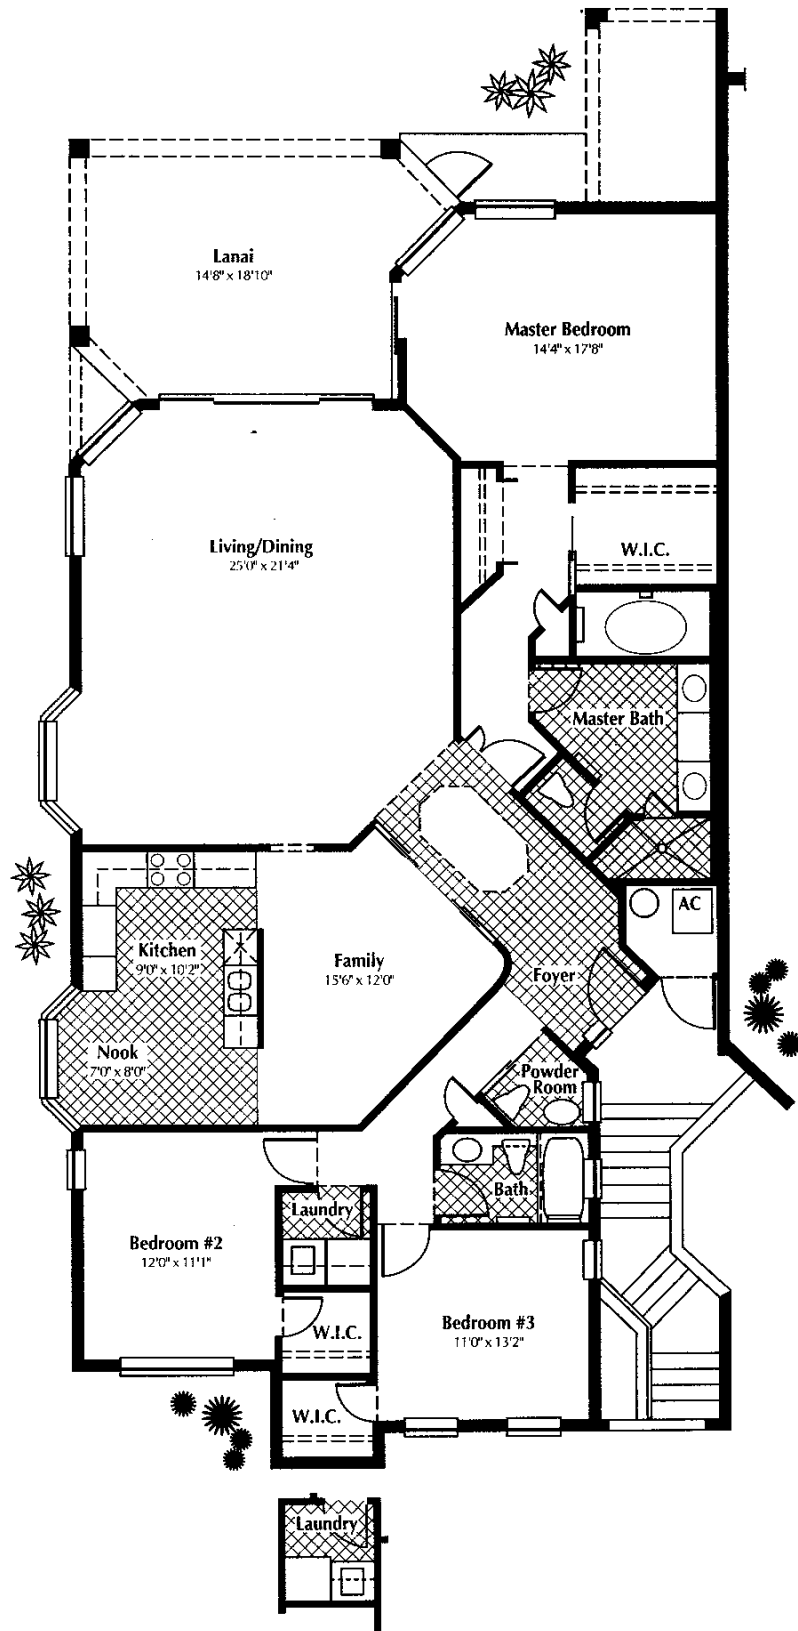 Lanai
14'8" x 18'10"
Master Bedroom
14'4" x 17'8"
Living/Dining
25'0" x 21'4"
W.I.C.
Master Bath
AC
Kitchen
9'0" x 10'2"
Family
15'6" x 12'0"
Foyer
Nook
7'0" x 8'0"
Powder
Room
Bath
Laundry
Bedroom #2
12'0" x 11'1"
W.I.C.
Bedroom #3
11'0" x 13'2"
W.I.C.
Laundry